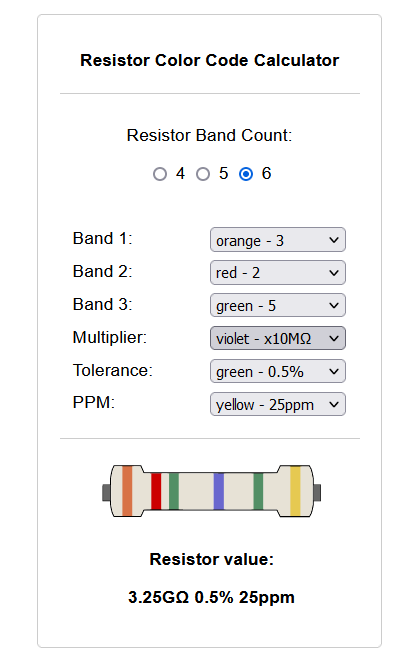 Resistor Color Code Calculator
Resistor Band Count:
4 5 6
Band 1: orange - 3
Band 2: red - 2
Band 3: green - 5
Multiplier: violet - x10MΩ
Tolerance: green - 0.5%
PPM: yellow - 25ppm
Resistor value:
3.25GΩ 0.5% 25ppm